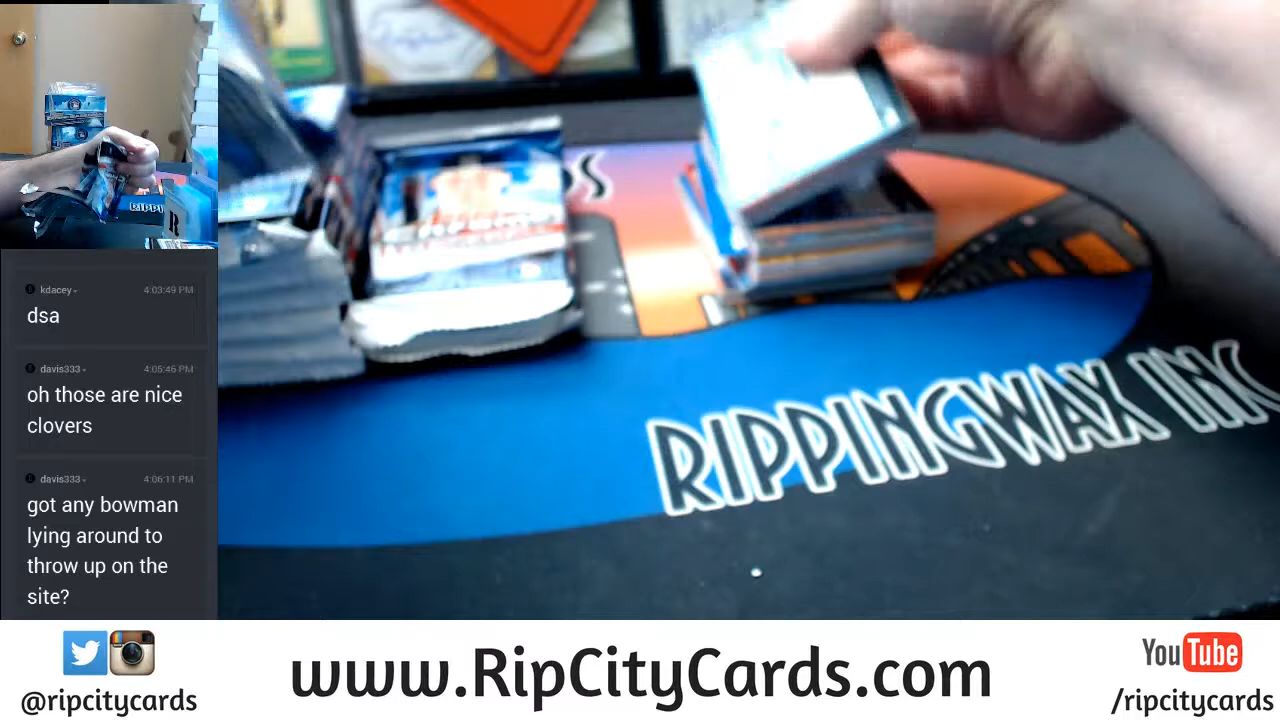 kdacey
4:03:49 PM
dsa
davis333
4:05:46 PM
oh those are nice
clovers
davis333
4:06:11 PM
got any bowman
lying around to
throw up on the
site?
RIPPINGWAX INC
@ripcitycards
www.RipCityCards.com
YouTube
/ripcitycards